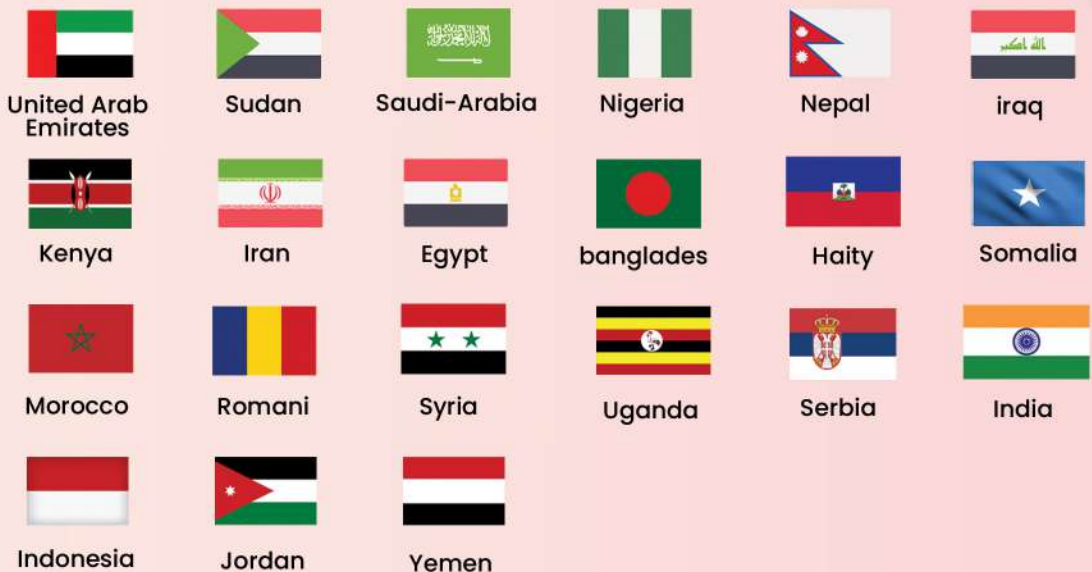 United Arab
Emirates
Sudan
Saudi-Arabia
Nigeria
Nepal
iraq
Kenya
Iran
Egypt
banglades
Haity
Somalia
Morocco
Romani
Syria
Uganda
Serbia
India
Indonesia
Jordan
Yemen